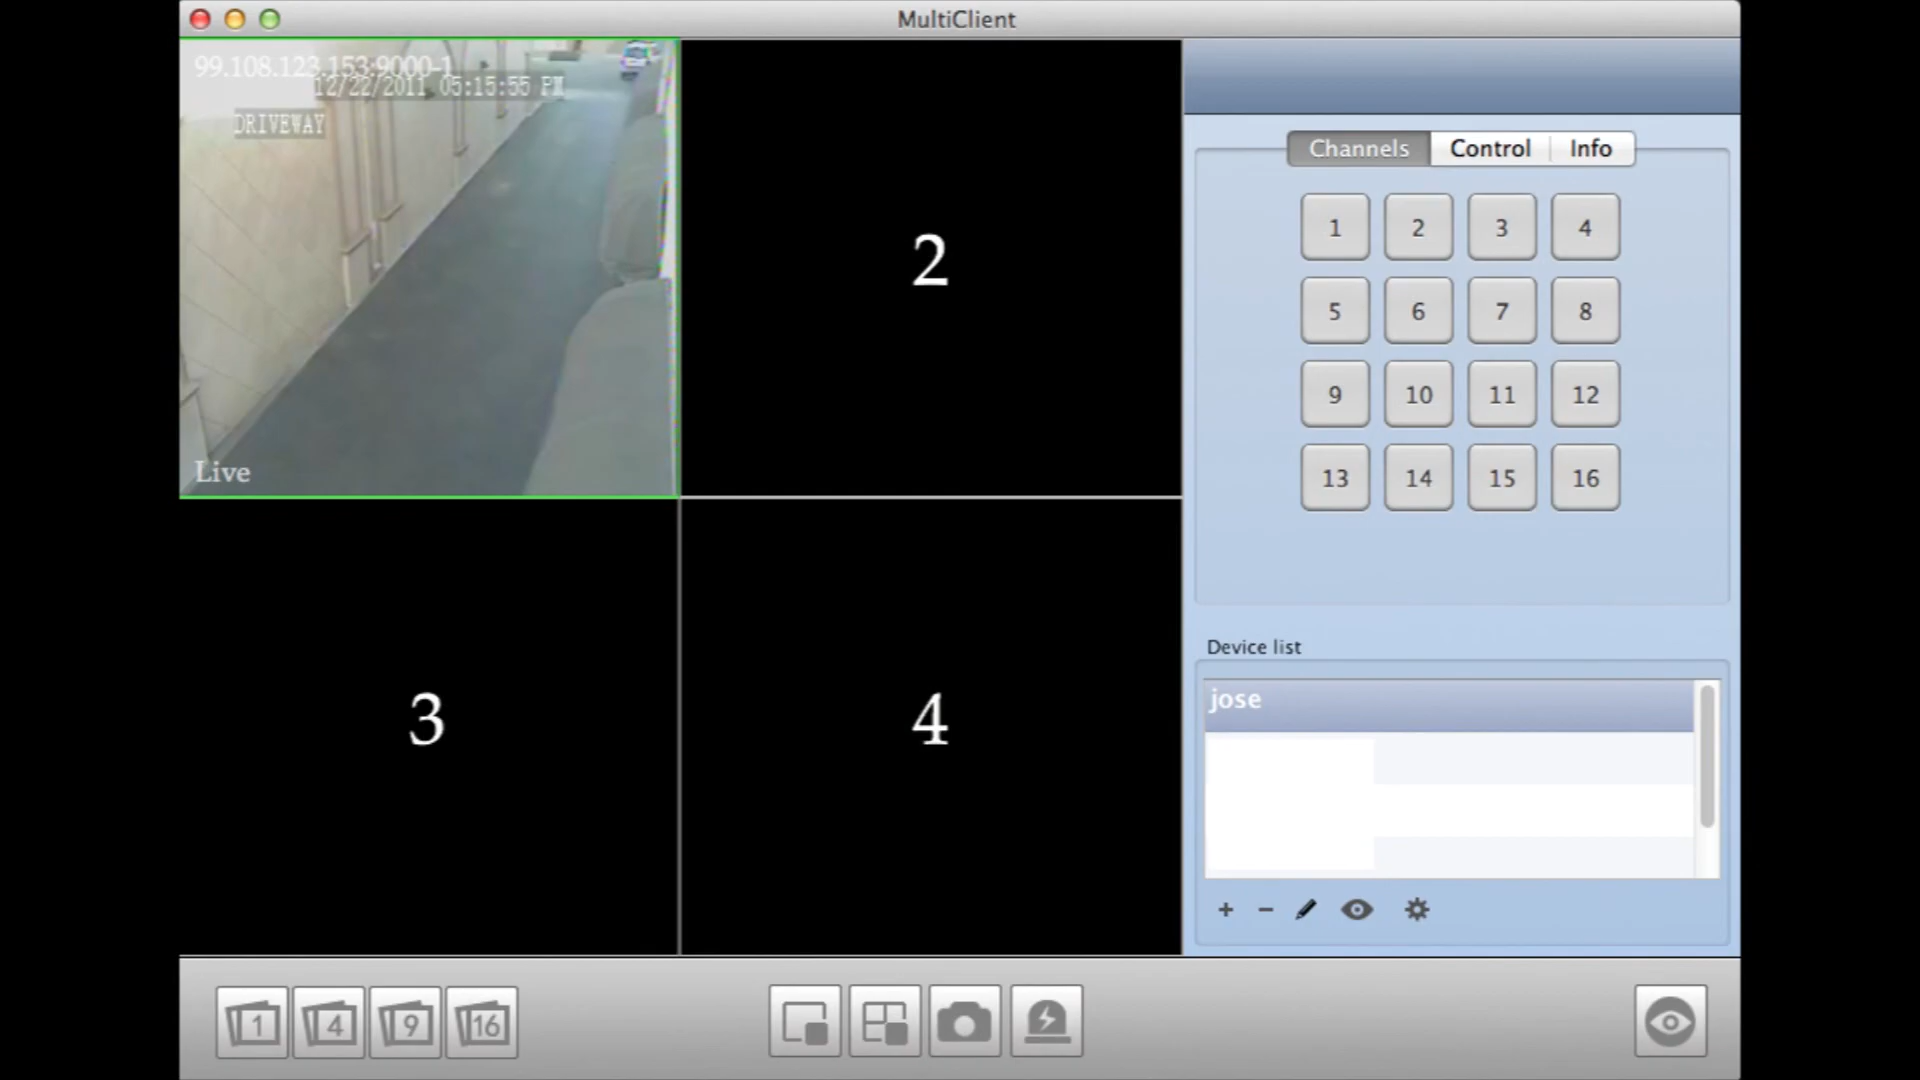 MultiClient
99.108.123.153:9000-1
12/22/2011 05:15:55 PM
DRIVEWAY
Live
2
3
4
Channels Control Info
1 2 3 4
5 6 7 8
9 10 11 12
13 14 15 16
Device list
jose
1 4 9 16